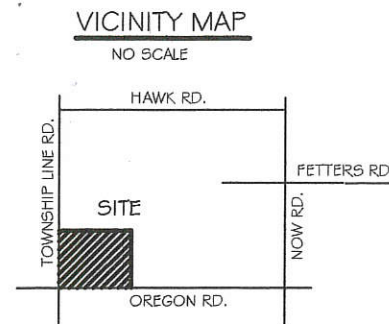 VICINITY MAP
NO SCALE
HAWK RD.
TOWNSHIP LINE RD.
FETTERS RD
SITE
NOW RD.
OREGON RD.